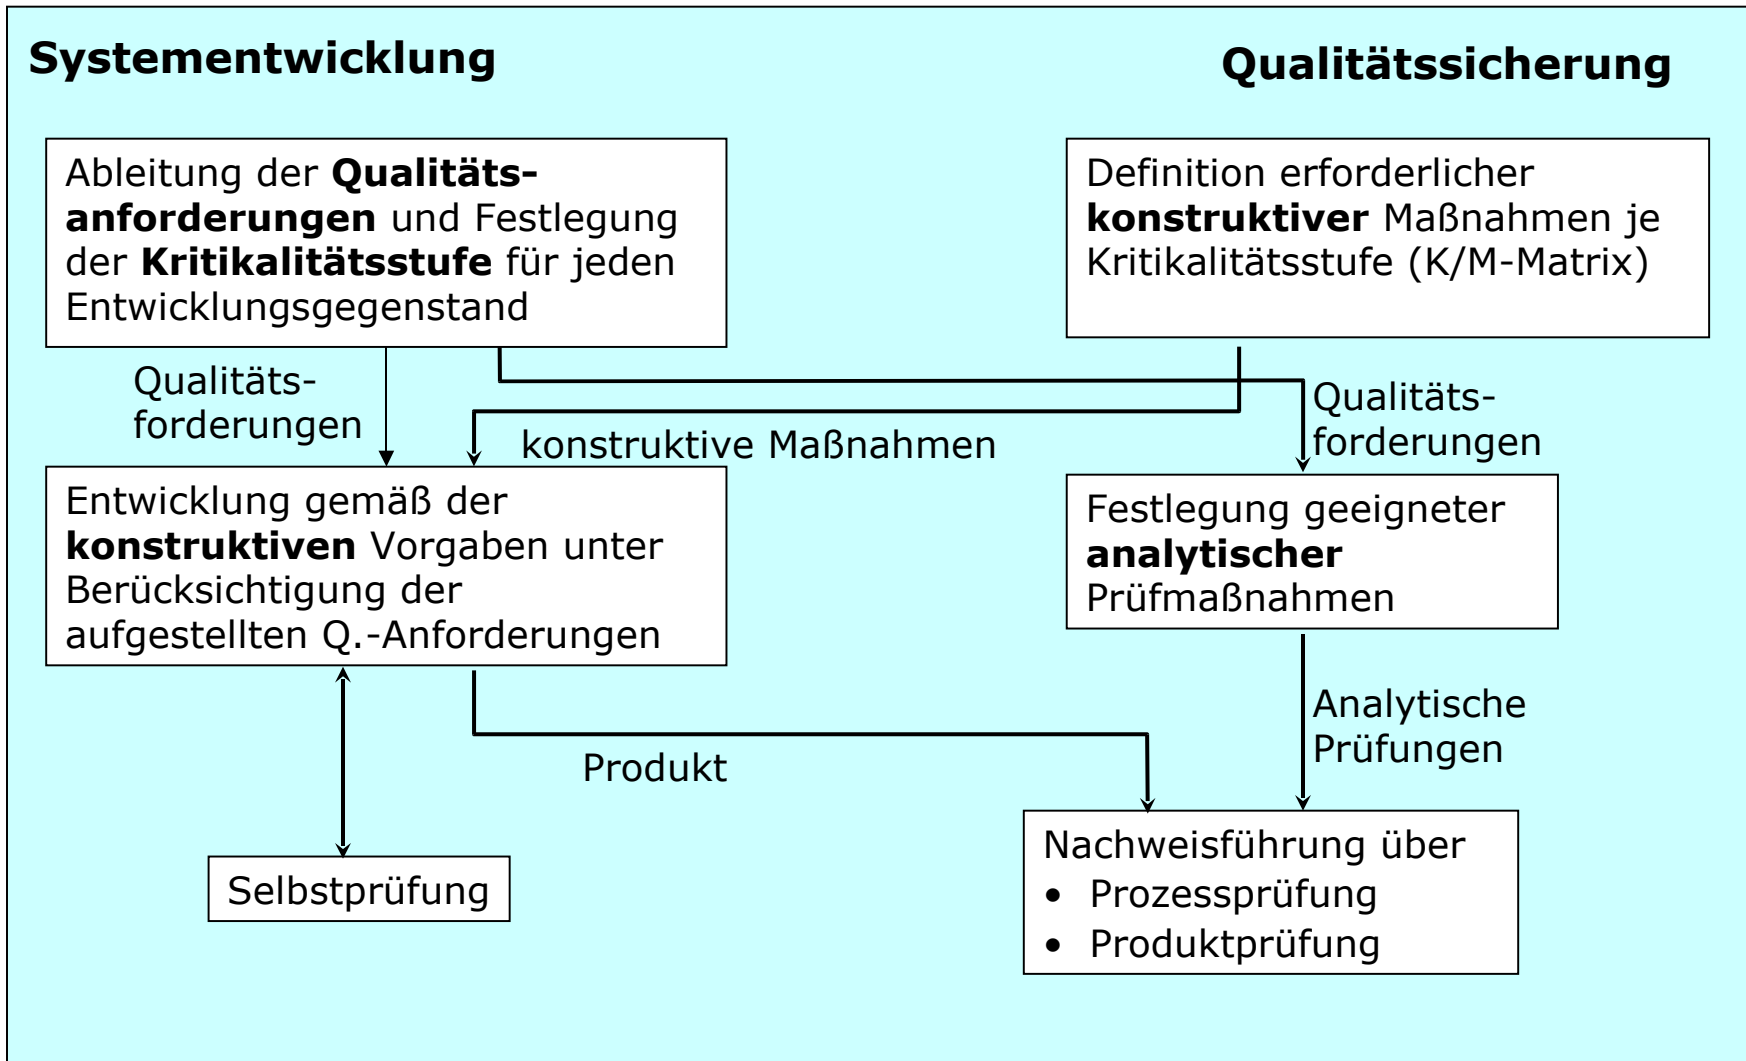 Systementwicklung
Qualitätssicherung
Ableitung der Qualitäts-
anforderungen und Festlegung
der Kritikalitätsstufe für jeden
Entwicklungsgegenstand
Definition erforderlicher
konstruktiver Maßnahmen je
Kritikalitätsstufe (K/M-Matrix)
Qualitäts-
forderungen
konstruktive Maßnahmen
Qualitäts-
forderungen
Entwicklung gemäß der
konstruktiven Vorgaben unter
Berücksichtigung der
aufgestellten Q.-Anforderungen
Festlegung geeigneter
analytischer
Prüfmaßnahmen
Produkt
Analytische
Prüfungen
Selbstprüfung
Nachweisführung über
• Prozessprüfung
• Produktprüfung